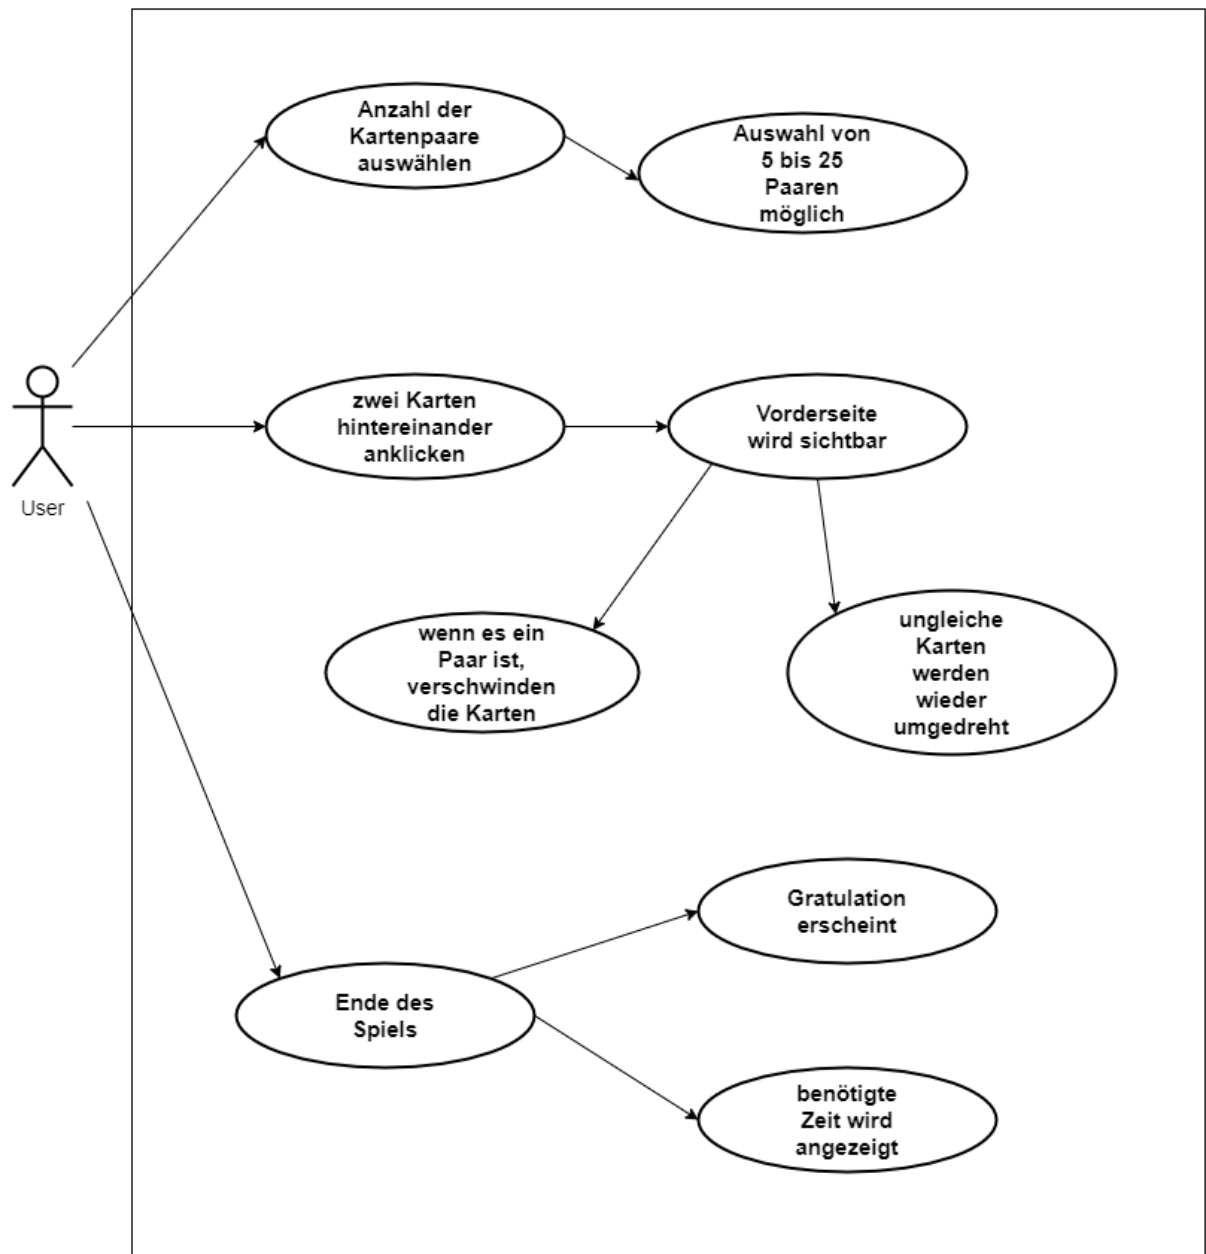 Anzahl der
Kartenpaare
auswählen
Auswahl von
5 bis 25
Paaren
möglich
zwei Karten
hintereinander
anklicken
Vorderseite
wird sichtbar
User
wenn es ein
Paar ist,
verschwinden
die Karten
ungleiche
Karten
werden
wieder
umgedreht
Gratulation
erscheint
Ende des
Spiels
benötigte
Zeit wird
angezeigt